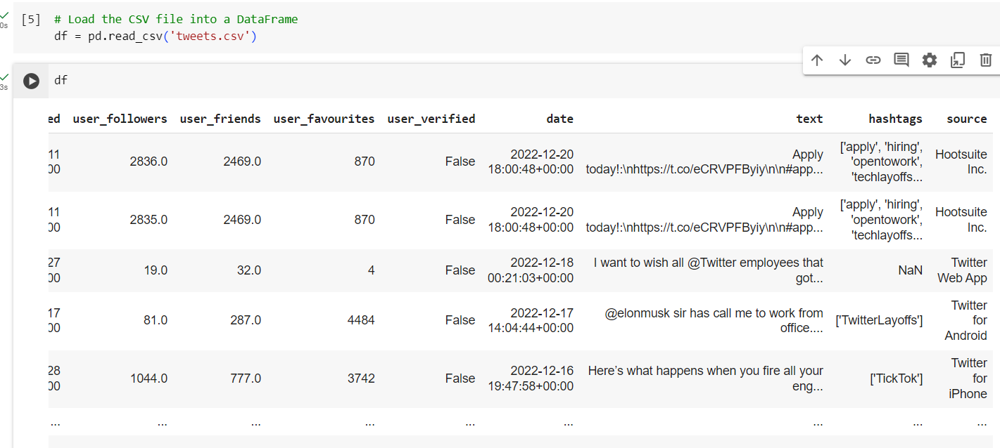 [5] # Load the CSV file into a DataFrame
0s df = pd.read_csv('tweets.csv')
df
3s
ed user_followers user_friends user_favourites user_verified date text hashtags source
11 2836.0 2469.0 870 False 2022-12-20 Apply ['apply', 'hiring', Hootsuite
00 18:00:48+00:00 today!:\nhttps://t.co/eCRVPFByiy\n\n#app... 'opentowork', Inc.
'techlayoffs...
11 2835.0 2469.0 870 False 2022-12-20 Apply ['apply', 'hiring', Hootsuite
00 18:00:48+00:00 today!:\nhttps://t.co/eCRVPFByiy\n\n#app... 'opentowork', Inc.
'techlayoffs...
27 19.0 32.0 4 False 2022-12-18 I want to wish all @Twitter employees that NaN Twitter
00 00:21:03+00:00 got... Web App
17 81.0 287.0 4484 False 2022-12-17 @elonmusk sir has call me to work from ['TwitterLayoffs'] Twitter
00 14:04:44+00:00 office.... for
Android
28 1044.0 777.0 3742 False 2022-12-16 Here’s what happens when you fire all your ['TickTok'] Twitter
00 19:47:58+00:00 eng... for
iPhone
... ... ... ... ... ... ... ... ...